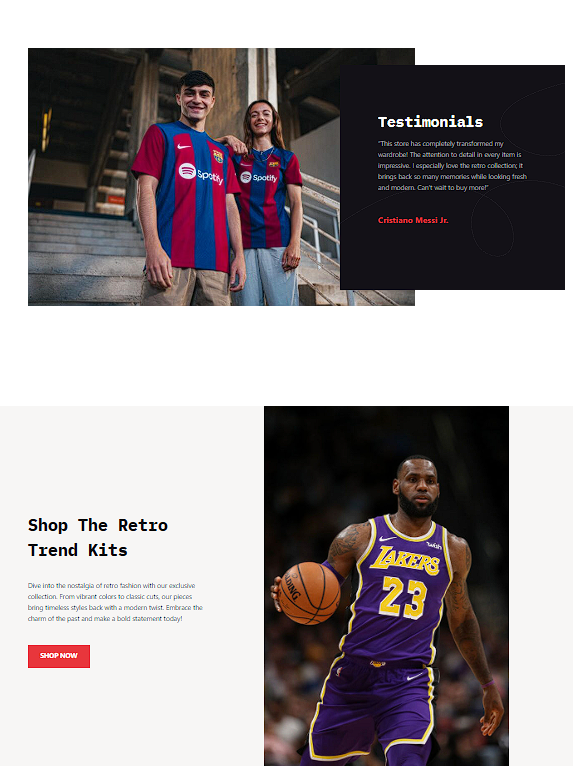 Testimonials
"This store has completely transformed my
wardrobe! The attention to detail in every item is
impressive. I especially love the retro collection; it
brings back so many memories while looking fresh
and modern. Can't wait to buy more!"
Cristiano Messi Jr.
Spotify
Spotify
Shop The Retro
Trend Kits
Dive into the nostalgia of retro fashion with our exclusive
collection. From vibrant colors to classic cuts, our pieces
bring timeless styles back with a modern twist. Embrace the
charm of the past and make a bold statement today!
SHOP NOW
wish
LAKERS
23
SPALDING